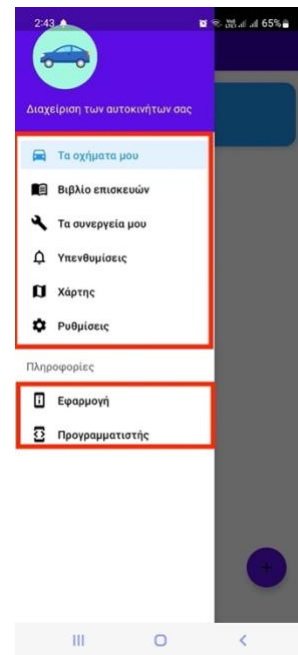 2:43
65%
Διαχείριση των αυτοκινήτων σας
Τα οχήματα μου
Βιβλίο επισκευών
Τα συνεργεία μου
Υπενθυμίσεις
Χάρτης
Ρυθμίσεις
Πληροφορίες
Εφαρμογή
Προγραμματιστής